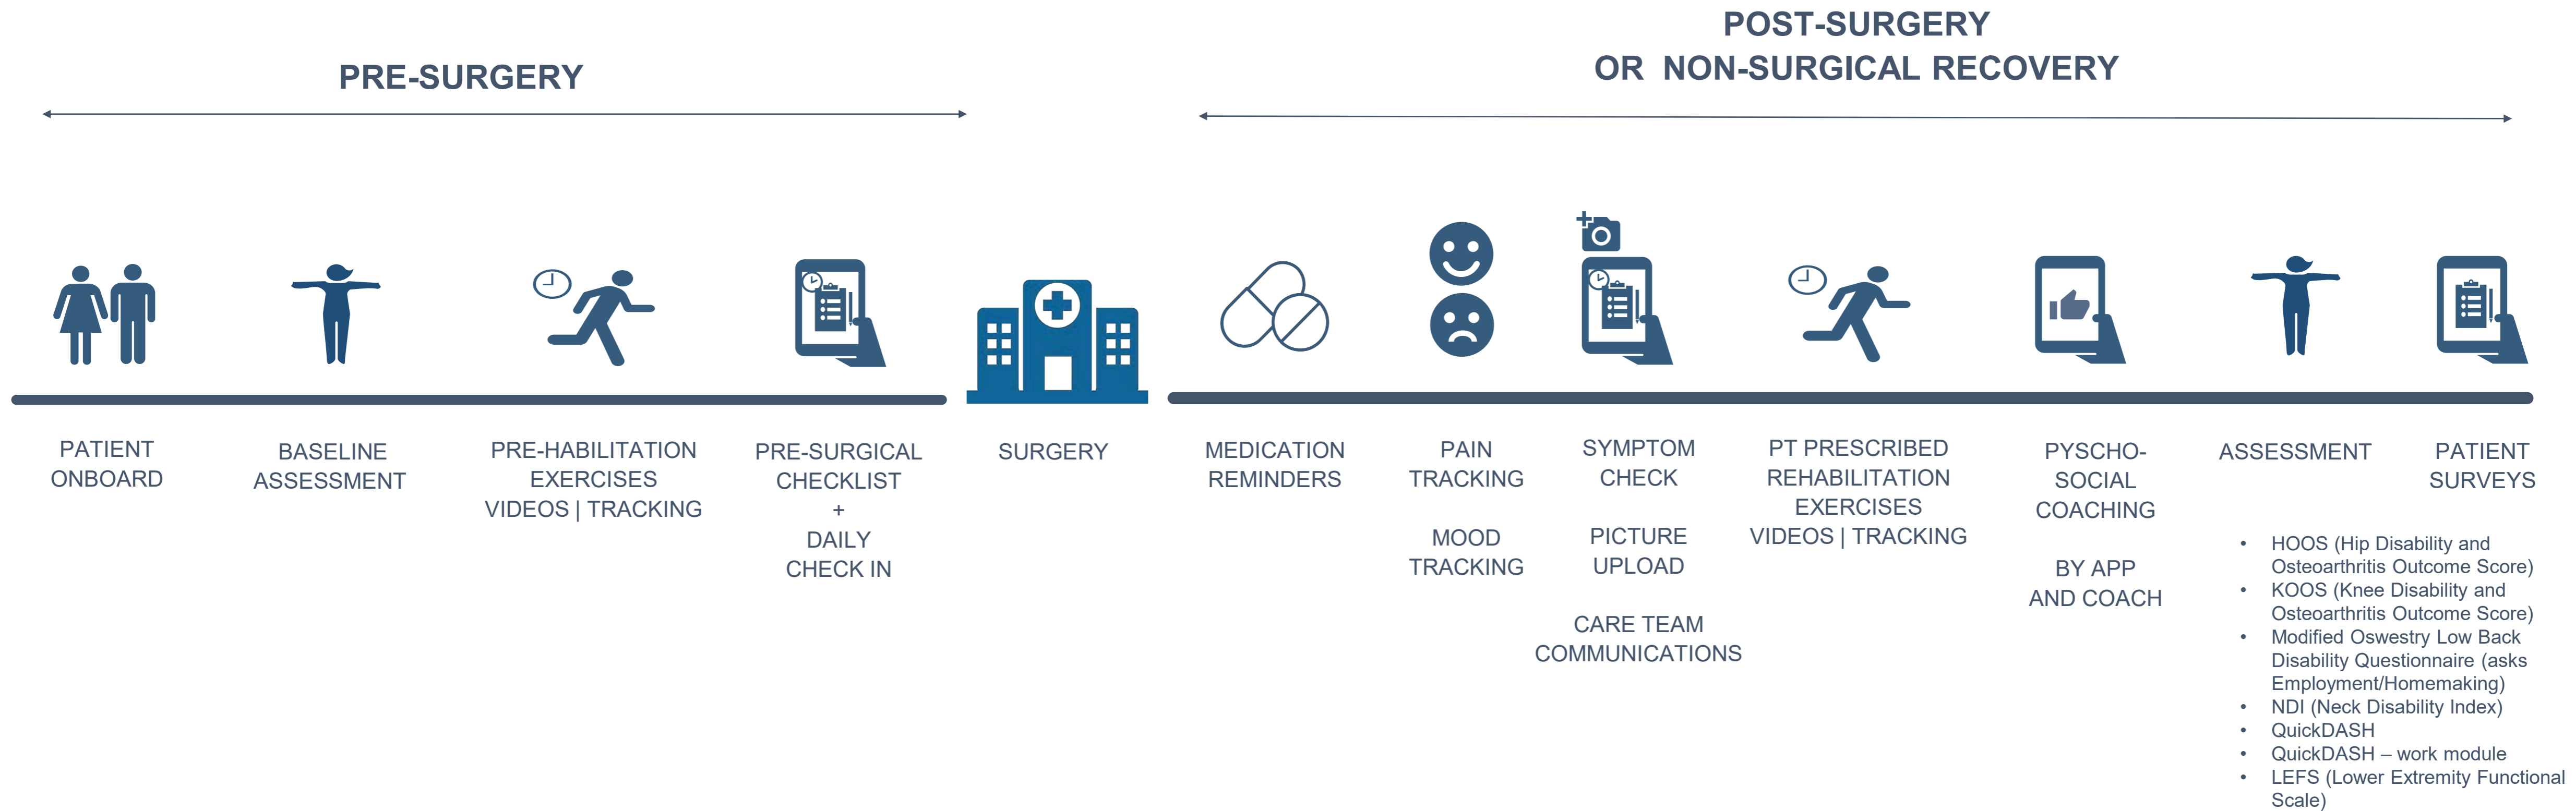 PRE-SURGERY
POST-SURGERY
OR NON-SURGICAL RECOVERY
PATIENT
ONBOARD
BASELINE
ASSESSMENT
PRE-HABILITATION
EXERCISES
VIDEOS | TRACKING
PRE-SURGICAL
CHECKLIST
+
DAILY
CHECK IN
SURGERY
MEDICATION
REMINDERS
PAIN
TRACKING
MOOD
TRACKING
SYMPTOM
CHECK
PICTURE
UPLOAD
CARE TEAM
COMMUNICATIONS
PT PRESCRIBED
REHABILITATION
EXERCISES
VIDEOS | TRACKING
PYSCHO-
SOCIAL
COACHING
BY APP
AND COACH
ASSESSMENT
PATIENT
SURVEYS
• HOOS (Hip Disability and
Osteoarthritis Outcome Score)
• KOOS (Knee Disability and
Osteoarthritis Outcome Score)
• Modified Oswestry Low Back
Disability Questionnaire (asks
Employment/Homemaking)
• NDI (Neck Disability Index)
• QuickDASH
• QuickDASH – work module
• LEFS (Lower Extremity Functional
Scale)